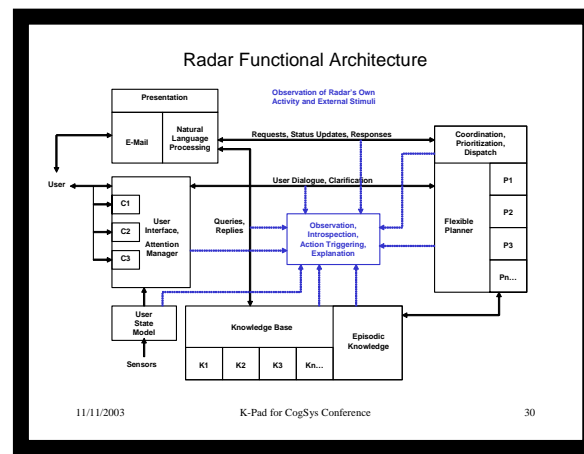 Radar Functional Architecture
Observation of Radar's Own
Activity and External Stimuli
Presentation
E-Mail
Natural
Language
Processing
Requests, Status Updates, Responses
Coordination,
Prioritization,
Dispatch
User
User Dialogue, Clarification
C1
C2
C3
User
Interface,
Attention
Manager
Queries,
Replies
Observation,
Introspection,
Action Triggering,
Explanation
Flexible
Planner
P1
P2
P3
Pn...
User
State
Model
Sensors
Knowledge Base
K1
K2
K3
Kn...
Episodic
Knowledge
11/11/2003
K-Pad for CogSys Conference
30